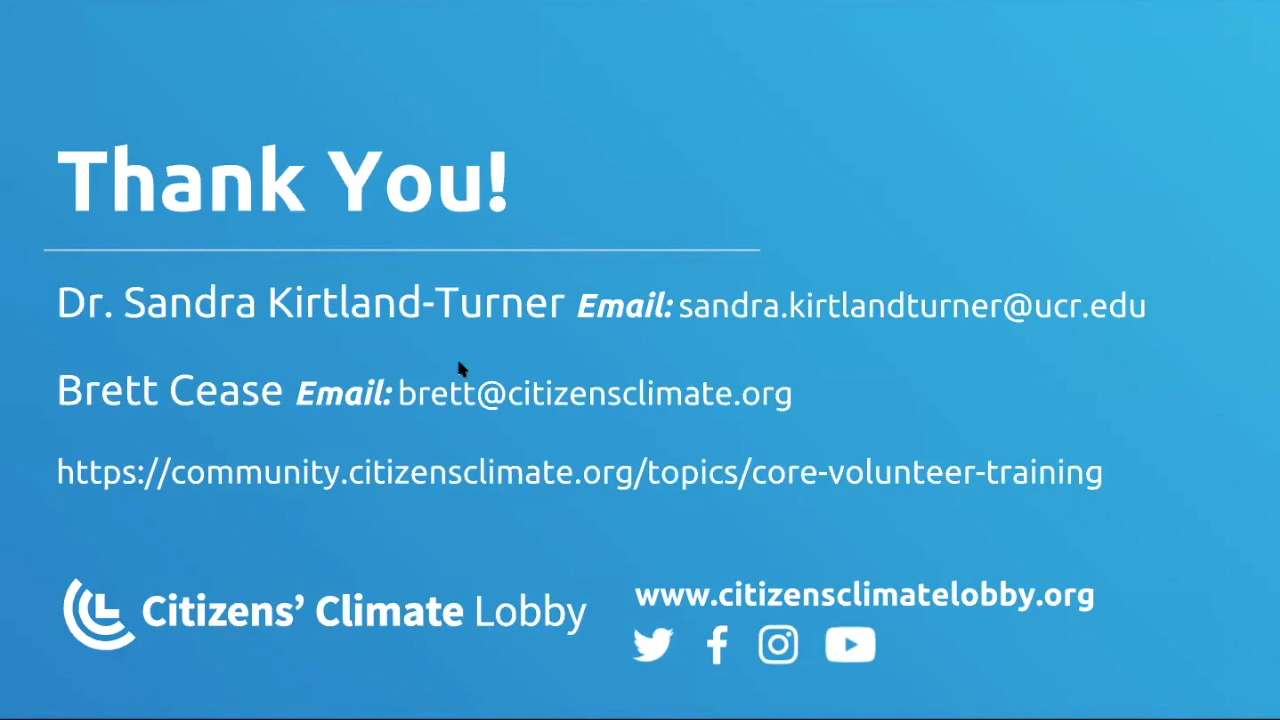 Thank You!
Dr. Sandra Kirtland-Turner Email: sandra.kirtlandturner@ucr.edu
Brett Cease Email: brett@citizensclimate.org
https://community.citizensclimate.org/topics/core-volunteer-training
Citizens’ Climate Lobby
www.citizensclimatelobby.org